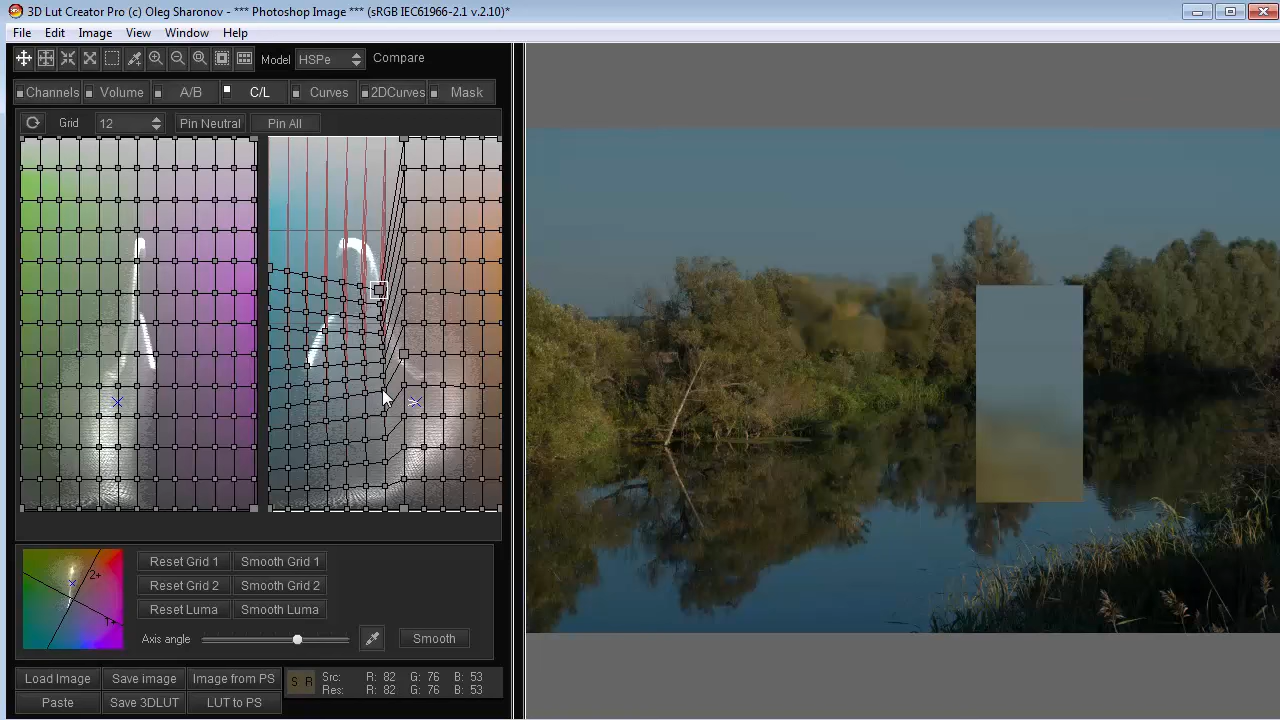 3D Lut Creator Pro (c) Oleg Sharonov - *** Photoshop Image *** (sRGB IEC61966-2.1 v.2.10)*
File Edit Image View Window Help
Model HSPe Compare
Channels Volume A/B C/L Curves 2DCurves Mask
Grid 12 Pin Neutral Pin All
2+
1+
Reset Grid 1 Smooth Grid 1
Reset Grid 2 Smooth Grid 2
Reset Luma Smooth Luma
Axis angle Smooth
Load Image Save image Image from PS
Paste Save 3DLUT LUT to PS
S R
Src: R: 82 G: 76 B: 53
Res: R: 82 G: 76 B: 53